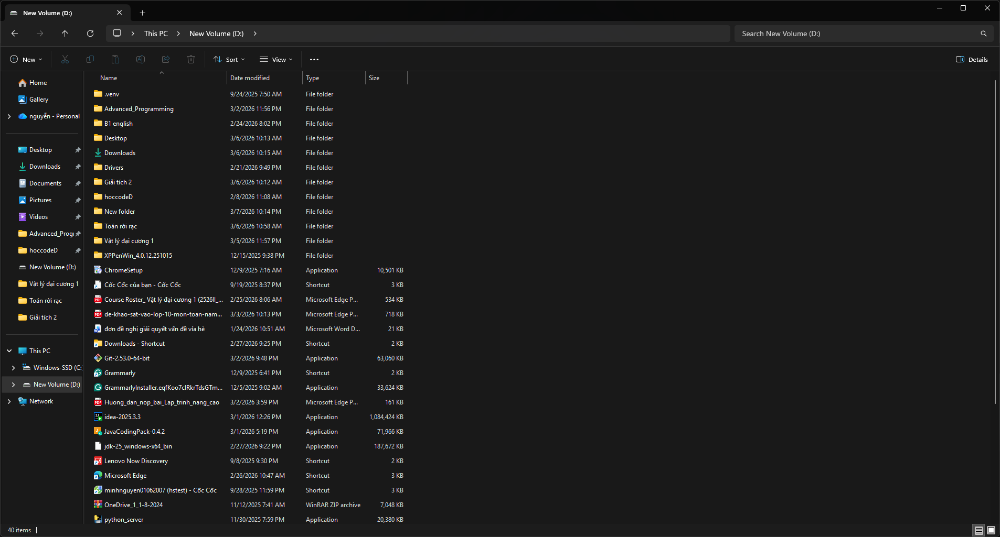 New Volume (D:)
This PC
New Volume (D:)
Search New Volume (D:)
New
Sort
View
Details
Name Date modified Type Size
Home
Gallery
nguyễn - Personal
Desktop
Downloads
Documents
Pictures
Videos
Advanced_Progr
hoccodeD
New Volume (D:)
Vật lý đại cương 1
Toán rời rạc
Giải tích 2
This PC
Windows-SSD (C:
New Volume (D:)
Network
.venv 9/24/2025 7:50 AM File folder
Advanced_Programming 3/2/2026 11:56 PM File folder
B1 english 2/24/2026 8:02 PM File folder
Desktop 3/6/2026 10:13 AM File folder
Downloads 3/6/2026 10:15 AM File folder
Drivers 2/21/2026 9:49 PM File folder
Giải tích 2 3/6/2026 10:12 AM File folder
hoccodeD 2/8/2026 11:08 AM File folder
New folder 3/7/2026 10:14 PM File folder
Toán rời rạc 3/6/2026 10:58 AM File folder
Vật lý đại cương 1 3/5/2026 11:57 PM File folder
XPPenWin_4.0.12.251015 12/15/2025 9:38 PM File folder
ChromeSetup 12/9/2025 7:16 AM Application 10,501 KB
Cốc Cốc của bạn - Cốc Cốc 9/19/2025 8:37 PM Shortcut 3 KB
Course Roster_ Vật lý đại cương 1 (2526II_... 2/25/2026 8:06 AM Microsoft Edge P... 534 KB
de-khao-sat-vao-lop-10-mon-toan-nam... 3/3/2026 10:13 PM Microsoft Edge P... 718 KB
đơn đề nghị giải quyết vấn đề vỉa hè 1/24/2026 10:51 AM Microsoft Word D... 21 KB
Downloads - Shortcut 2/27/2026 9:25 PM Shortcut 2 KB
Git-2.53.0-64-bit 3/2/2026 9:48 PM Application 63,060 KB
Grammarly 12/9/2025 6:41 PM Shortcut 2 KB
GrammarlyInstaller.eqfKoo7clRkrTdsGTm... 12/5/2025 9:02 AM Application 33,624 KB
Huong_dan_nop_bai_Lap_trinh_nang_cao 3/2/2026 3:59 PM Microsoft Edge P... 161 KB
idea-2025.3.3 3/1/2026 12:26 PM Application 1,084,424 KB
JavaCodingPack-0.4.2 3/1/2026 5:19 PM Application 71,966 KB
jdk-25_windows-x64_bin 2/27/2026 9:22 PM Application 187,672 KB
Lenovo Now Discovery 9/8/2025 9:30 PM Shortcut 2 KB
Microsoft Edge 2/26/2026 10:47 AM Shortcut 3 KB
minhnguyen01062007 (hstest) - Cốc Cốc 9/28/2025 11:59 PM Shortcut 3 KB
OneDrive_1_1-8-2024 11/12/2025 7:41 AM WinRAR ZIP archive 7,048 KB
python_server 11/30/2025 7:59 PM Application 20,380 KB
40 items